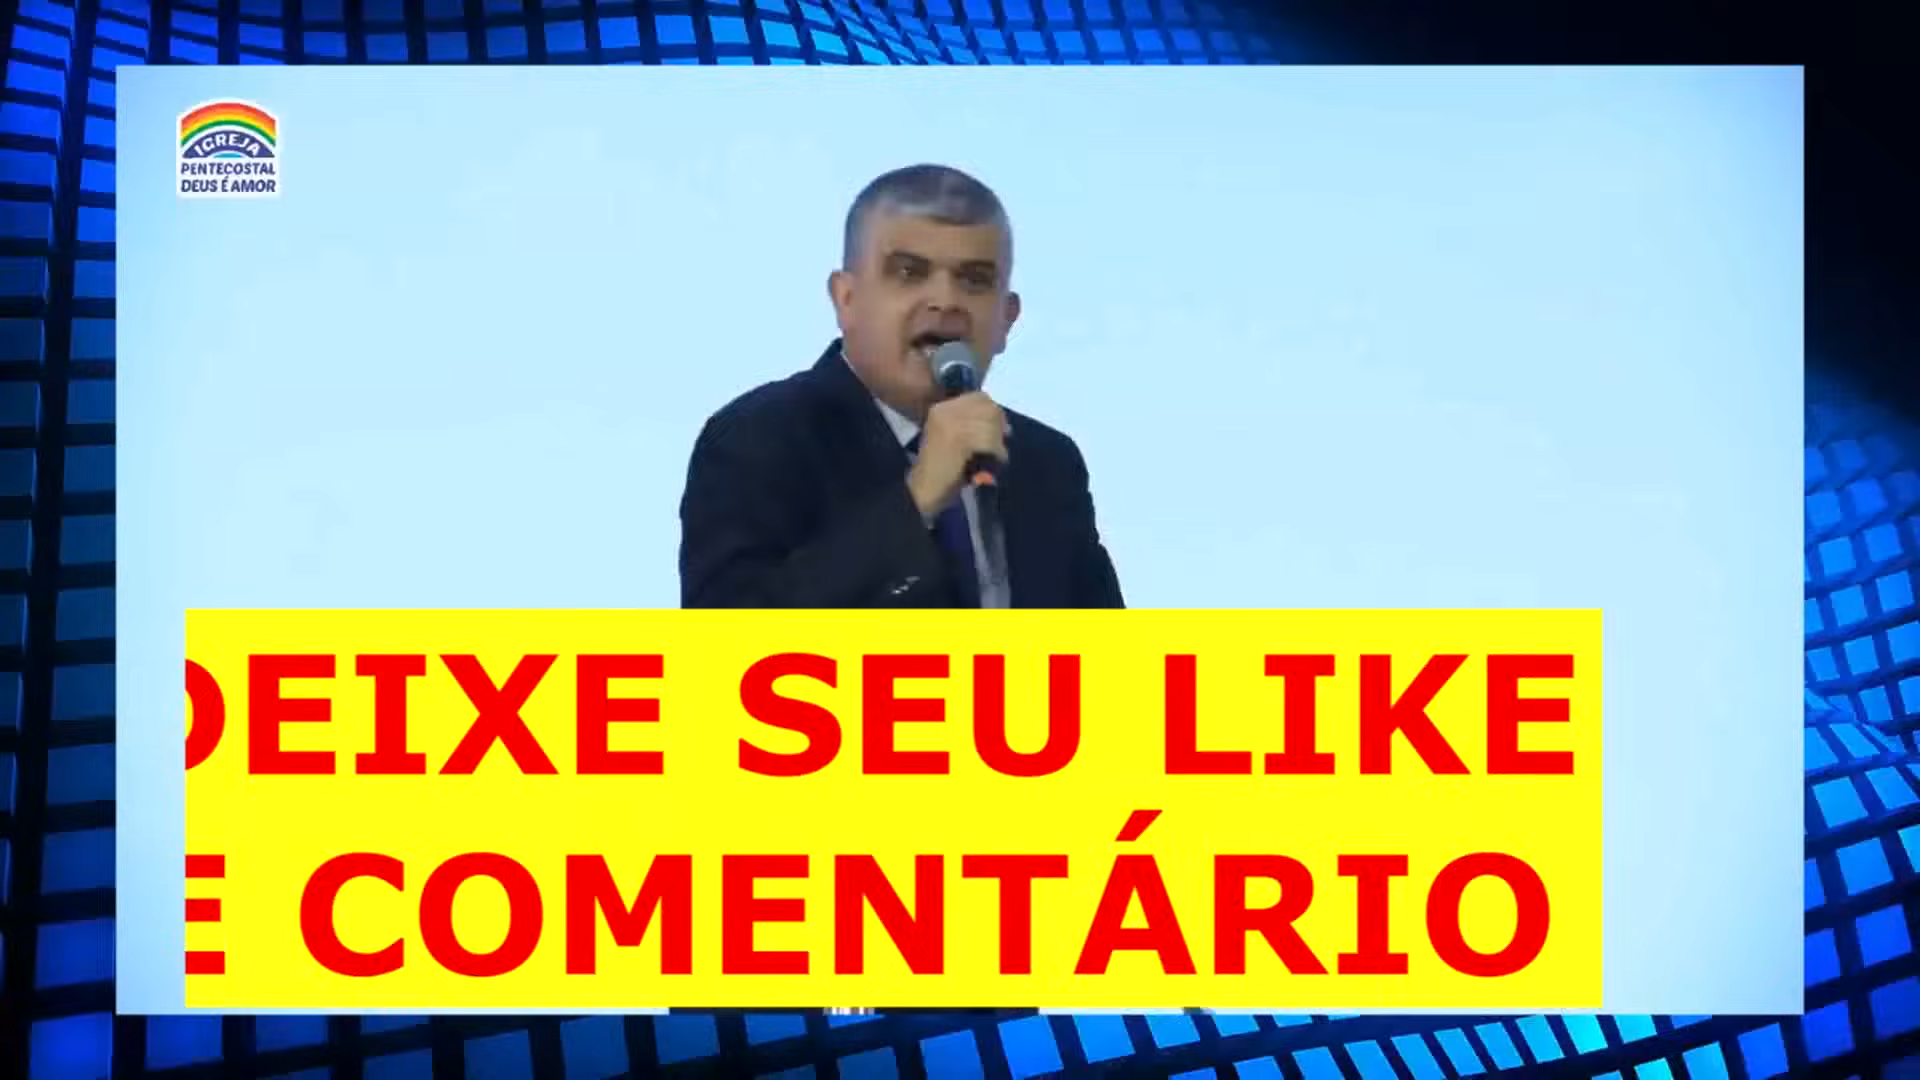 IGREJA
PENTECOSTAL
DEUS É AMOR
DEIXE SEU LIKE
E COMENTÁRIO